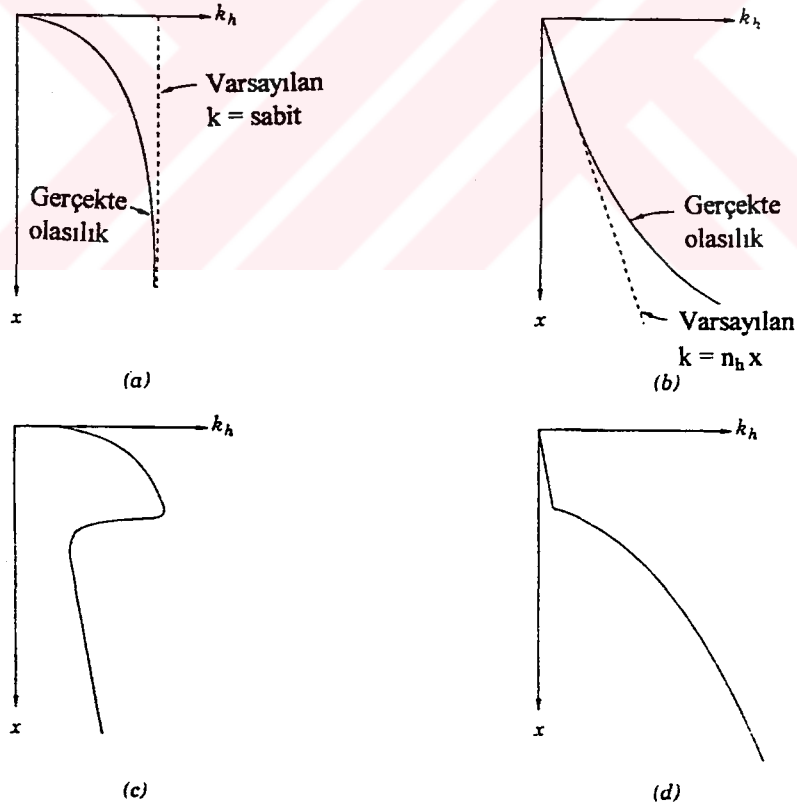 k_h
Varsayılan
k = sabit
Gerçekte
olasılık
x
(a)
k_h
Gerçekte
olasılık
x
Varsayılan
k = n_h x
(b)
k_h
x
(c)
k_h
x
(d)